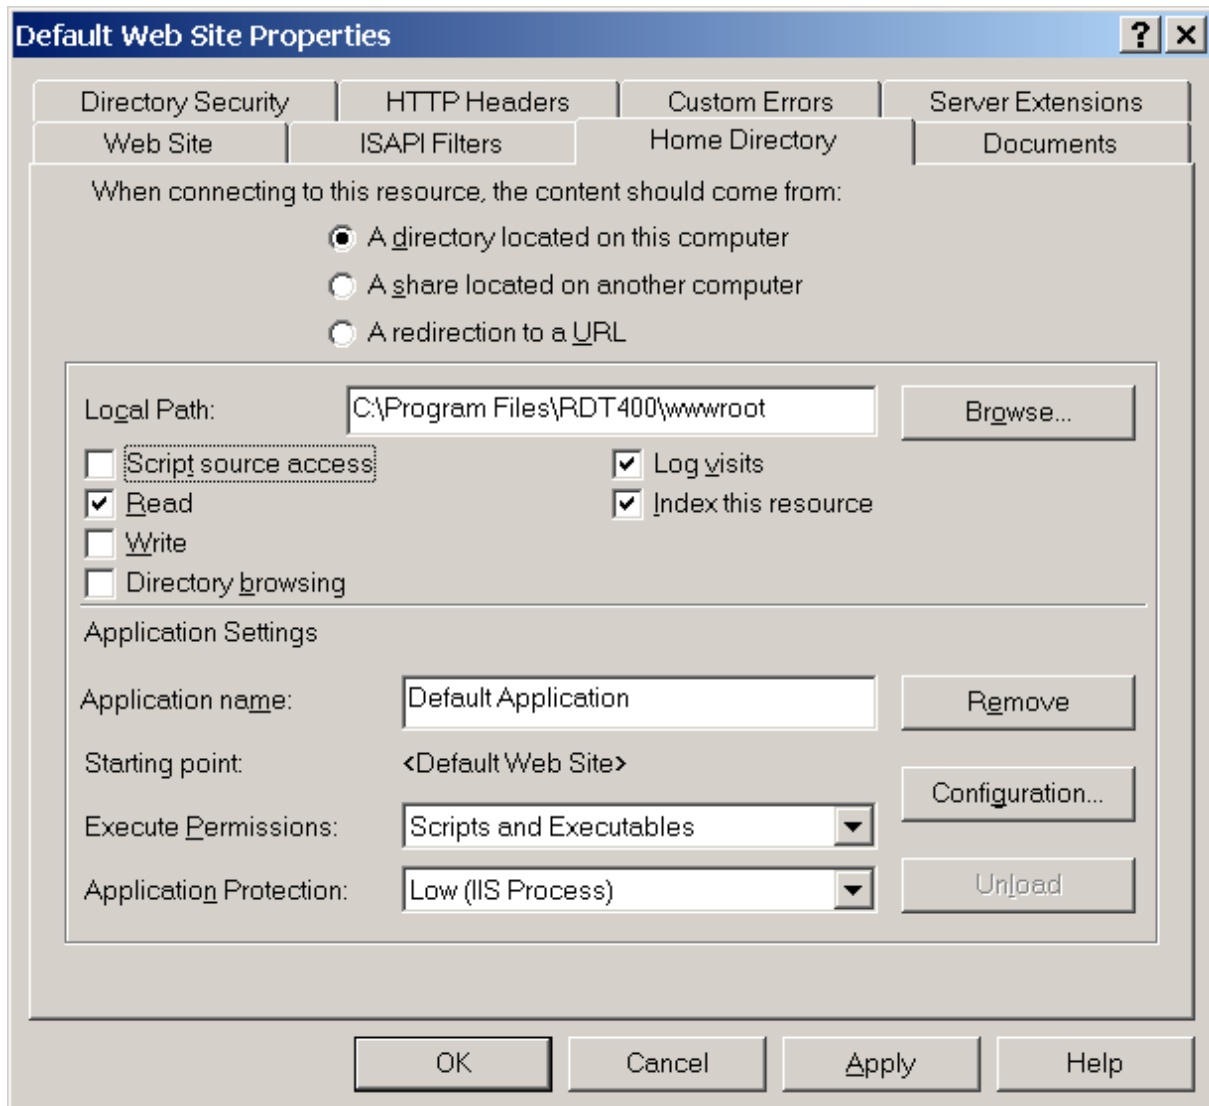 Default Web Site Properties
Directory Security HTTP Headers Custom Errors Server Extensions
Web Site ISAPI Filters Home Directory Documents
When connecting to this resource, the content should come from:
A directory located on this computer
A share located on another computer
A redirection to a URL
Local Path: C:\Program Files\RDT400\wwwroot Browse...
Script source access Log visits
Read Index this resource
Write
Directory browsing
Application Settings
Application name: Default Application Remove
Starting point: <Default Web Site>
Configuration...
Execute Permissions: Scripts and Executables
Application Protection: Low (IIS Process) Unload
OK Cancel Apply Help